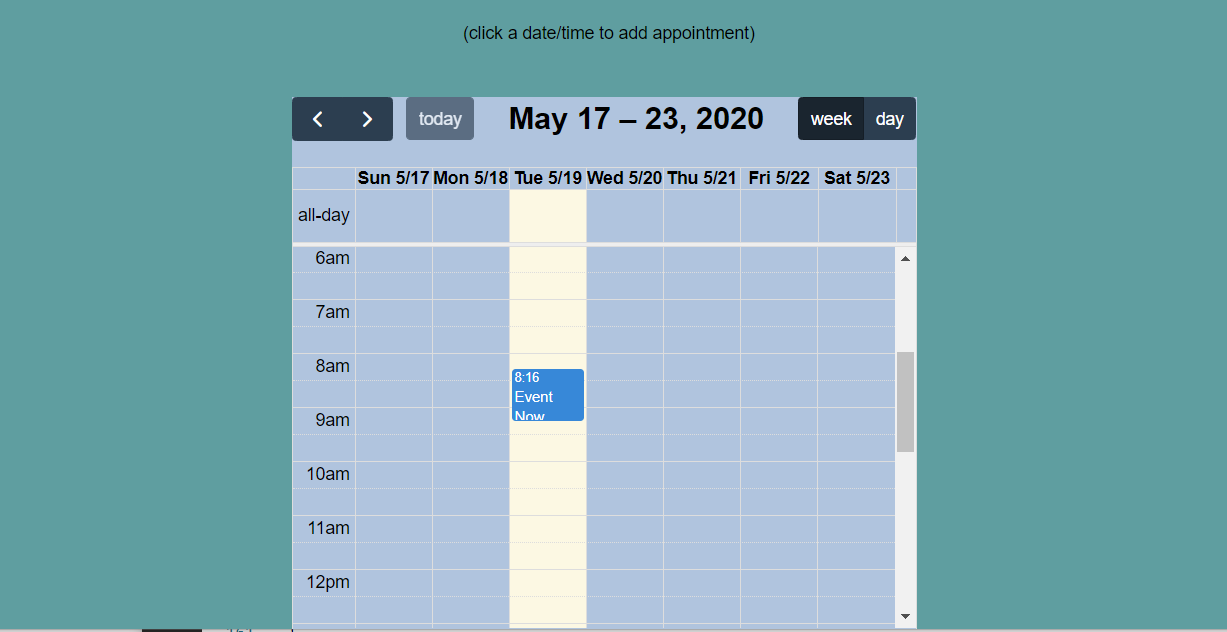 (click a date/time to add appointment)
today
May 17 – 23, 2020
week day
Sun 5/17 Mon 5/18 Tue 5/19 Wed 5/20 Thu 5/21 Fri 5/22 Sat 5/23
all-day
6am
7am
8am
8:16
Event
Now
9am
10am
11am
12pm